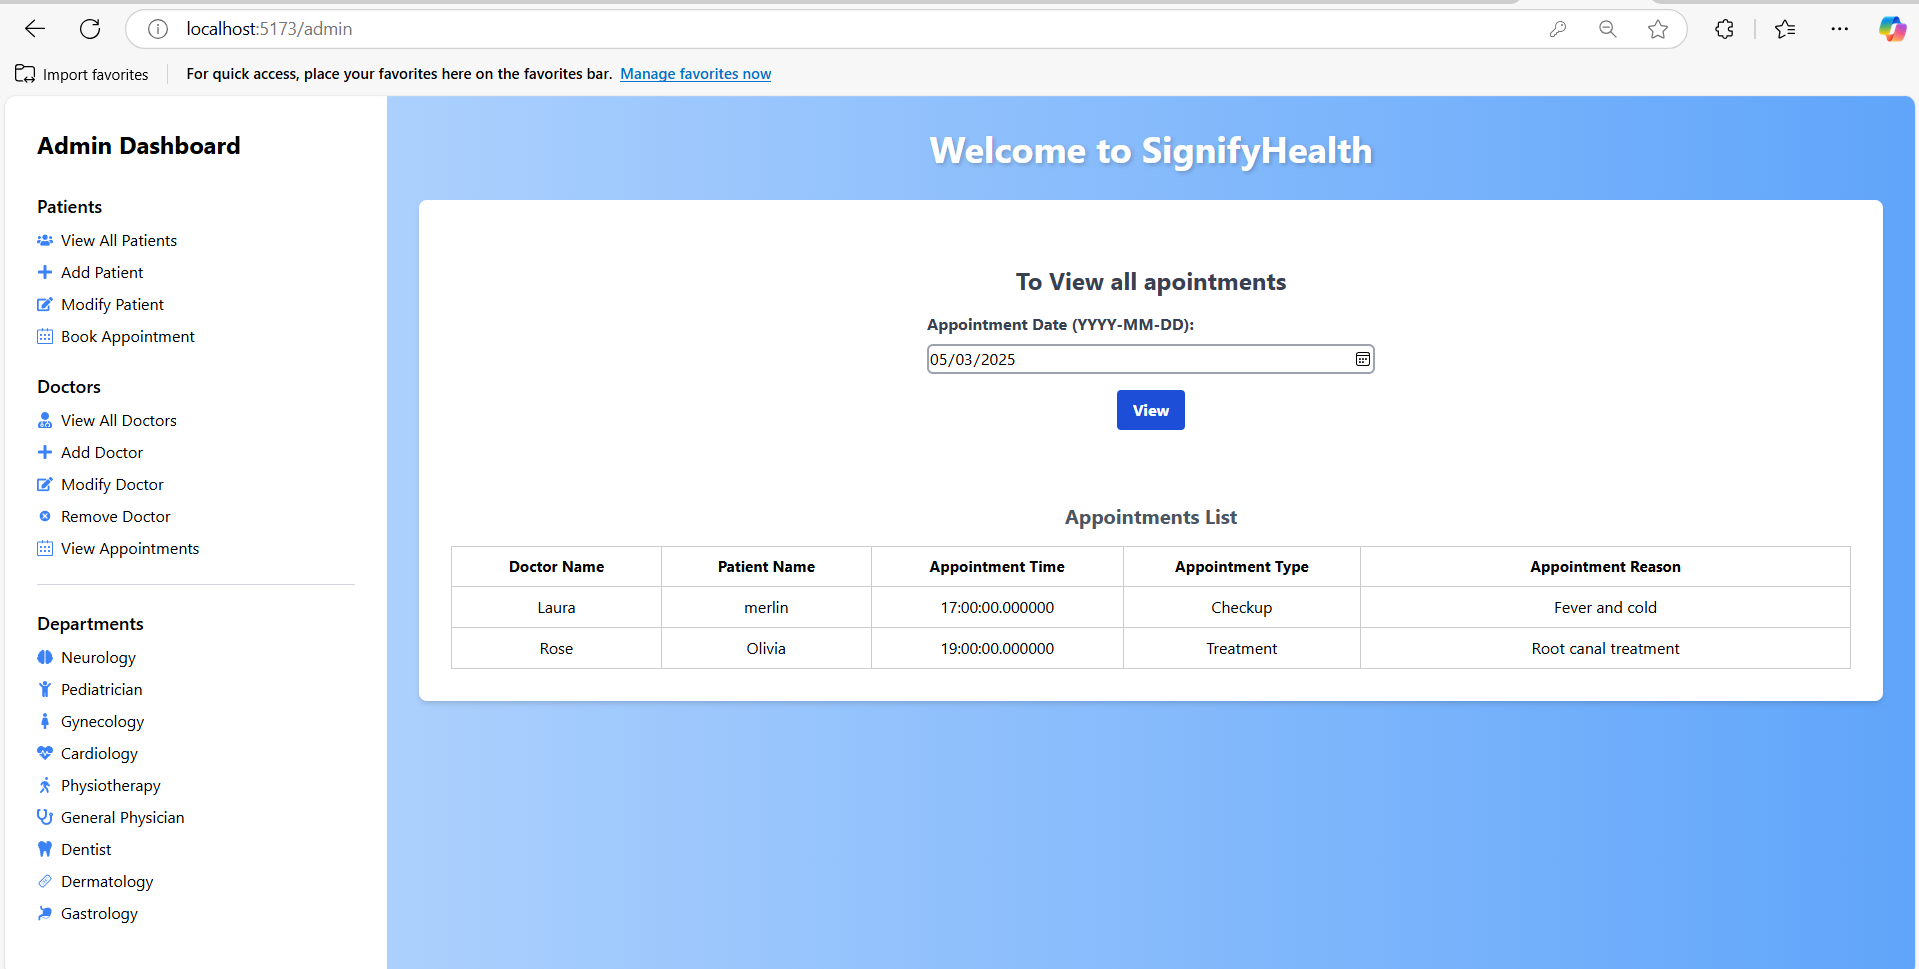 localhost:5173/admin
Import favorites
For quick access, place your favorites here on the favorites bar. Manage favorites now
Admin Dashboard
Patients
View All Patients
Add Patient
Modify Patient
Book Appointment
Doctors
View All Doctors
Add Doctor
Modify Doctor
Remove Doctor
View Appointments
Departments
Neurology
Pediatrician
Gynecology
Cardiology
Physiotherapy
General Physician
Dentist
Dermatology
Gastrology
Welcome to SignifyHealth
To View all apointments
Appointment Date (YYYY-MM-DD):
05/03/2025
View
Appointments List
Doctor Name Patient Name Appointment Time Appointment Type Appointment Reason
Laura merlin 17:00:00.000000 Checkup Fever and cold
Rose Olivia 19:00:00.000000 Treatment Root canal treatment